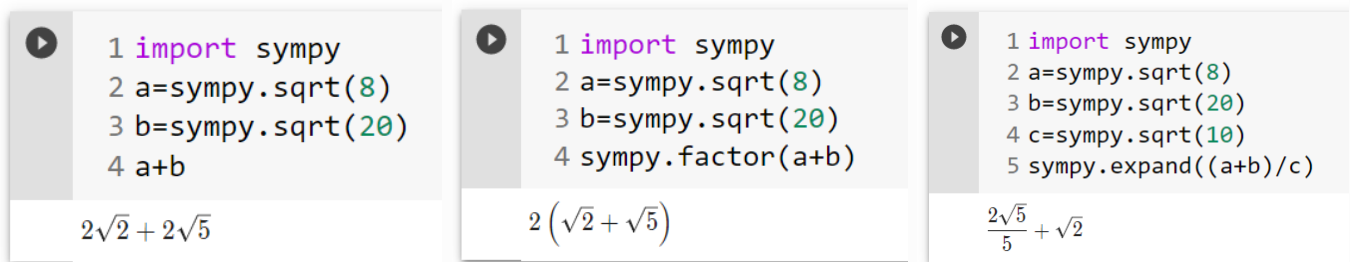 1 import sympy
2 a=sympy.sqrt(8)
3 b=sympy.sqrt(20)
4 a+b
2√2 + 2√5
1 import sympy
2 a=sympy.sqrt(8)
3 b=sympy.sqrt(20)
4 sympy.factor(a+b)
2 (√2 + √5)
1 import sympy
2 a=sympy.sqrt(8)
3 b=sympy.sqrt(20)
4 c=sympy.sqrt(10)
5 sympy.expand((a+b)/c)
2√5/5 + √2